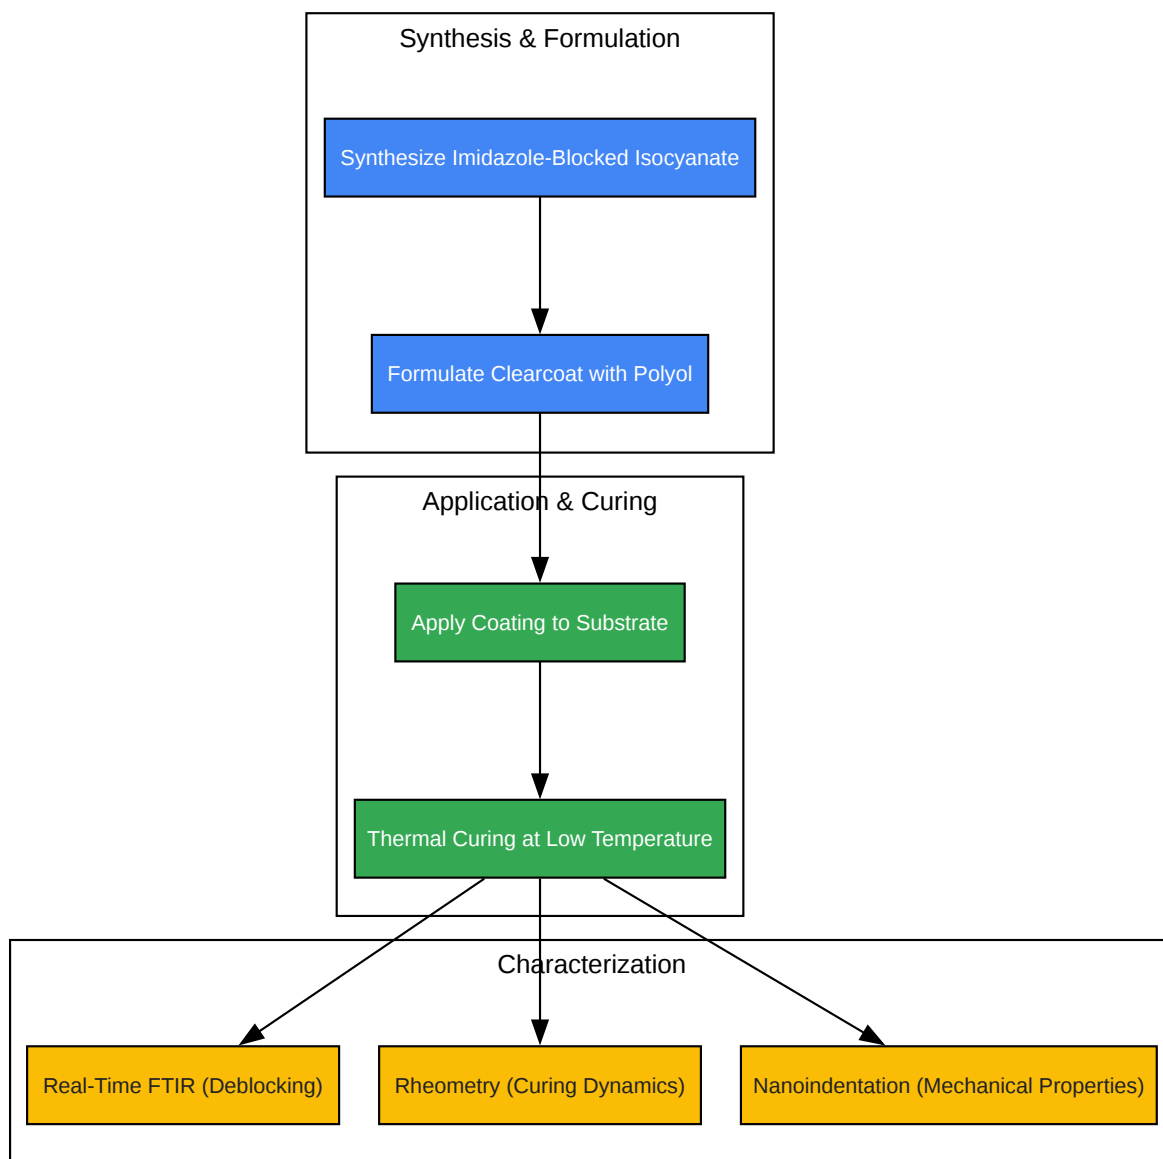 Synthesis & Formulation
Synthesize Imidazole-Blocked Isocyanate
Formulate Clearcoat with Polyol
Application & Curing
Apply Coating to Substrate
Thermal Curing at Low Temperature
Characterization
Real-Time FTIR (Deblocking)
Rheometry (Curing Dynamics)
Nanoindentation (Mechanical Properties)